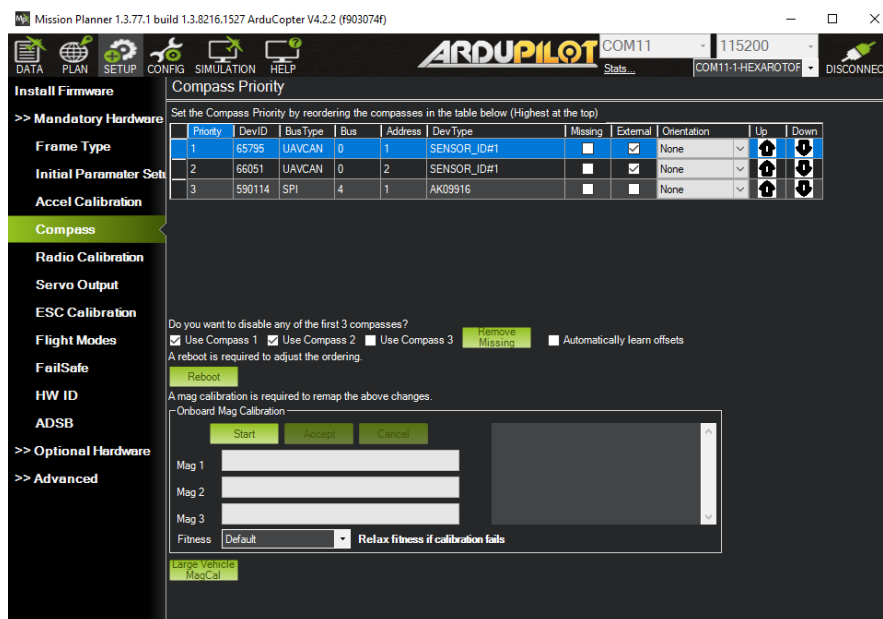 Mission Planner 1.3.77.1 build 1.3.8216.1527 ArduCopter V4.2.2 (f903074f)
DATA PLAN SETUP CONFIG SIMULATION HELP ARDUPILOT COM11 115200
Stats... COM11-1-HEXAROTOF DISCONNEC
Install Firmware
>> Mandatory Hardware
Frame Type
Initial Paramater Setu
Accel Calibration
Compass
Radio Calibration
Servo Output
ESC Calibration
Flight Modes
FailSafe
HW ID
ADSB
>> Optional Hardware
>> Advanced
Compass Priority
Set the Compass Priority by reordering the compasses in the table below (Highest at the top)
Priority DevID BusType Bus Address DevType Missing External Orientation Up Down
1 65795 UAVCAN 0 1 SENSOR_ID#1 None
2 66051 UAVCAN 0 2 SENSOR_ID#1 None
3 590114 SPI 4 1 AK09916 None
Do you want to disable any of the first 3 compasses?
Use Compass 1 Use Compass 2 Use Compass 3 Remove Missing Automatically learn offsets
A reboot is required to adjust the ordering.
Reboot
A mag calibration is required to remap the above changes.
Onboard Mag Calibration
Start Accept Cancel
Mag 1
Mag 2
Mag 3
Fitness Default Relax fitness if calibration fails
Large Vehicle
MagCal